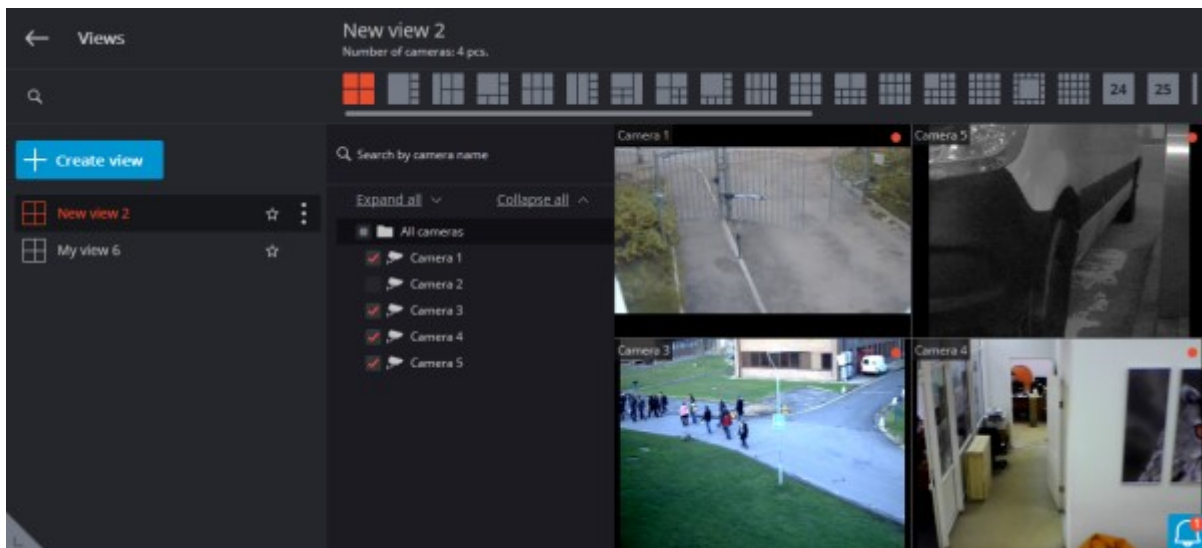 Views
New view 2
Number of cameras: 4 pcs.
24 25
Create view
New view 2
My view 6
Search by camera name
Expand all Collapse all
All cameras
Camera 1
Camera 2
Camera 3
Camera 4
Camera 5
Camera 1
Camera 5
Camera 3
Camera 4
1